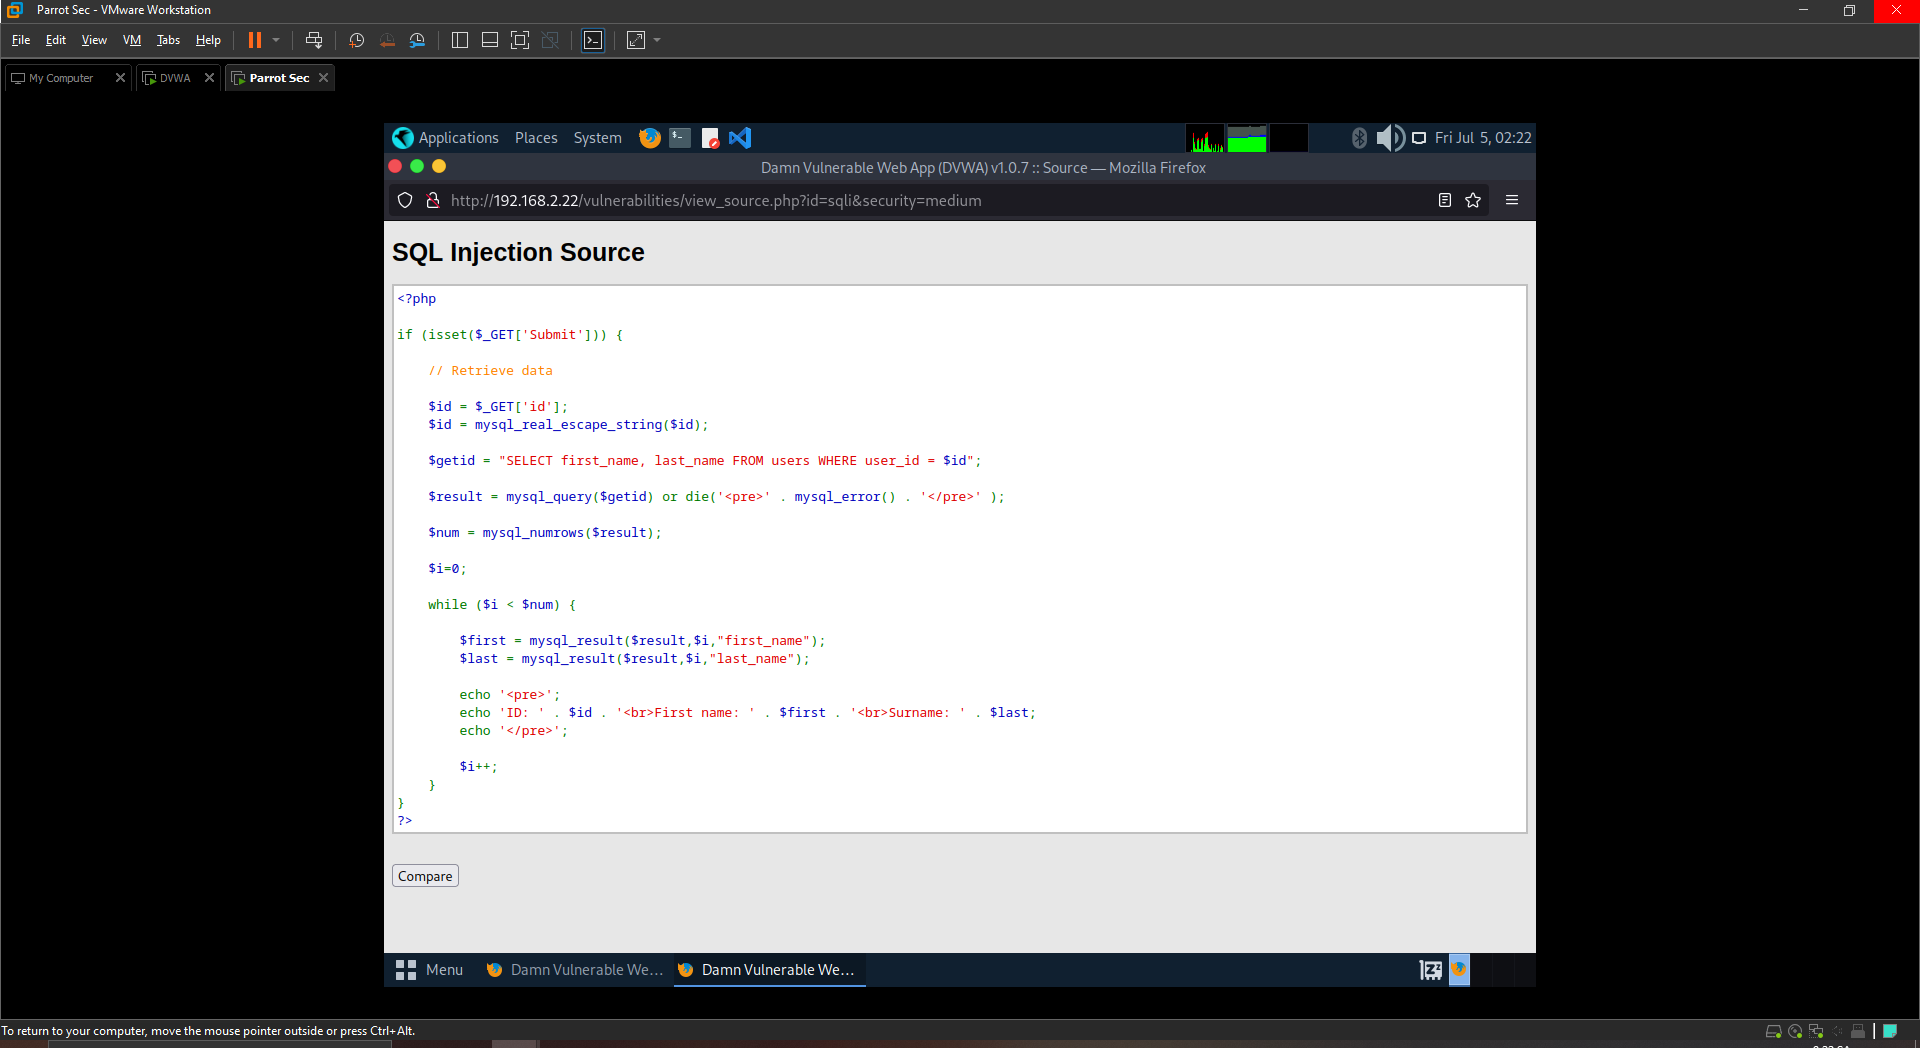 Parrot Sec - VMware Workstation
File Edit View VM Tabs Help
My Computer DVWA Parrot Sec
Applications Places System Fri Jul 5, 02:22
Damn Vulnerable Web App (DVWA) v1.0.7 :: Source — Mozilla Firefox
http://192.168.2.22/vulnerabilities/view_source.php?id=sqli&security=medium
SQL Injection Source
<?php
if (isset($_GET['Submit'])) {
// Retrieve data
$id = $_GET['id'];
$id = mysql_real_escape_string($id);
$getid = "SELECT first_name, last_name FROM users WHERE user_id = $id";
$result = mysql_query($getid) or die('<pre>' . mysql_error() . '</pre>' );
$num = mysql_numrows($result);
$i=0;
while ($i < $num) {
$first = mysql_result($result,$i,"first_name");
$last = mysql_result($result,$i,"last_name");
echo '<pre>';
echo 'ID: ' . $id . '<br>First name: ' . $first . '<br>Surname: ' . $last;
echo '</pre>';
$i++;
}
}
?>
Compare
Menu Damn Vulnerable We... Damn Vulnerable We...
To return to your computer, move the mouse pointer outside or press Ctrl+Alt.